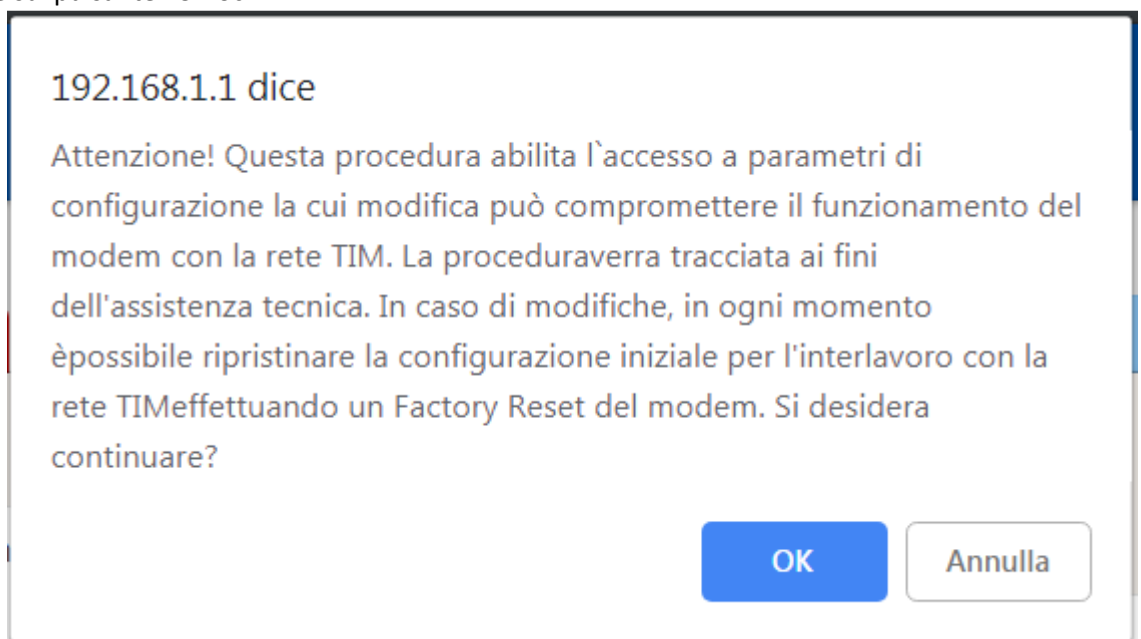 192.168.1.1 dice
Attenzione! Questa procedura abilita l`accesso a parametri di
configurazione la cui modifica può compromettere il funzionamento del
modem con la rete TIM. La proceduraverra tracciata ai fini
dell'assistenza tecnica. In caso di modifiche, in ogni momento
èpossibile ripristinare la configurazione iniziale per l'interlavoro con la
rete TIMeffettuando un Factory Reset del modem. Si desidera
continuare?
OK
Annulla